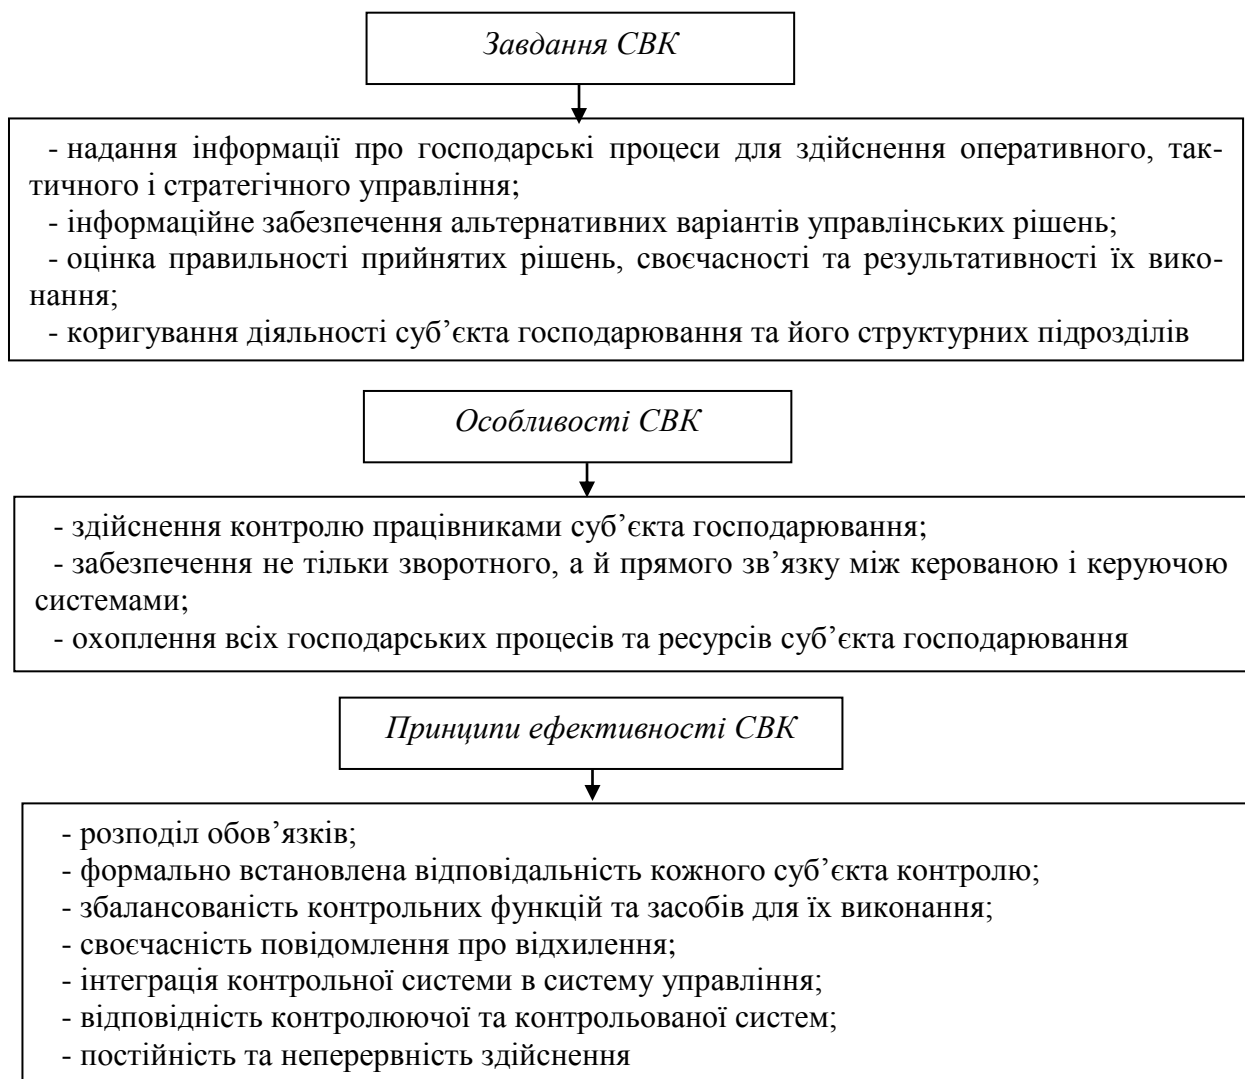 Завдання СВК
- надання інформації про господарські процеси для здійснення оперативного, так-
тичного і стратегічного управління;
- інформаційне забезпечення альтернативних варіантів управлінських рішень;
- оцінка правильності прийнятих рішень, своєчасності та результативності їх вико-
нання;
- коригування діяльності суб’єкта господарювання та його структурних підрозділів
Особливості СВК
- здійснення контролю працівниками суб’єкта господарювання;
- забезпечення не тільки зворотного, а й прямого зв’язку між керованою і керуючою
системами;
- охоплення всіх господарських процесів та ресурсів суб’єкта господарювання
Принципи ефективності СВК
- розподіл обов’язків;
- формально встановлена відповідальність кожного суб’єкта контролю;
- збалансованість контрольних функцій та засобів для їх виконання;
- своєчасність повідомлення про відхилення;
- інтеграція контрольної системи в систему управління;
- відповідність контролюючої та контрольованої систем;
- постійність та неперервність здійснення